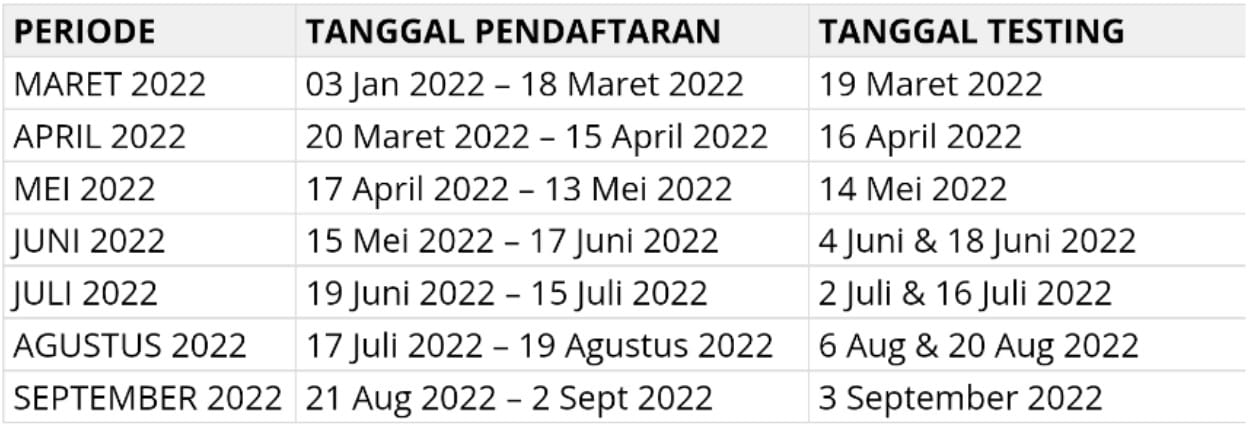 PERIODE TANGGAL PENDAFTARAN TANGGAL TESTING
MARET 2022 03 Jan 2022 – 18 Maret 2022 19 Maret 2022
APRIL 2022 20 Maret 2022 – 15 April 2022 16 April 2022
MEI 2022 17 April 2022 – 13 Mei 2022 14 Mei 2022
JUNI 2022 15 Mei 2022 – 17 Juni 2022 4 Juni & 18 Juni 2022
JULI 2022 19 Juni 2022 – 15 Juli 2022 2 Juli & 16 Juli 2022
AGUSTUS 2022 17 Juli 2022 – 19 Agustus 2022 6 Aug & 20 Aug 2022
SEPTEMBER 2022 21 Aug 2022 – 2 Sept 2022 3 September 2022